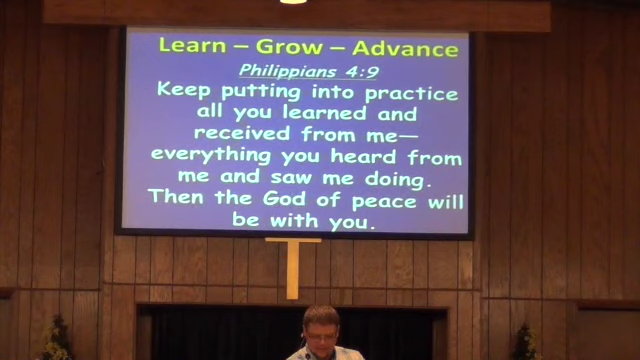 Learn – Grow – Advance
Philippians 4:9
Keep putting into practice
all you learned and
received from me—
everything you heard from
me and saw me doing.
Then the God of peace will
be with you.